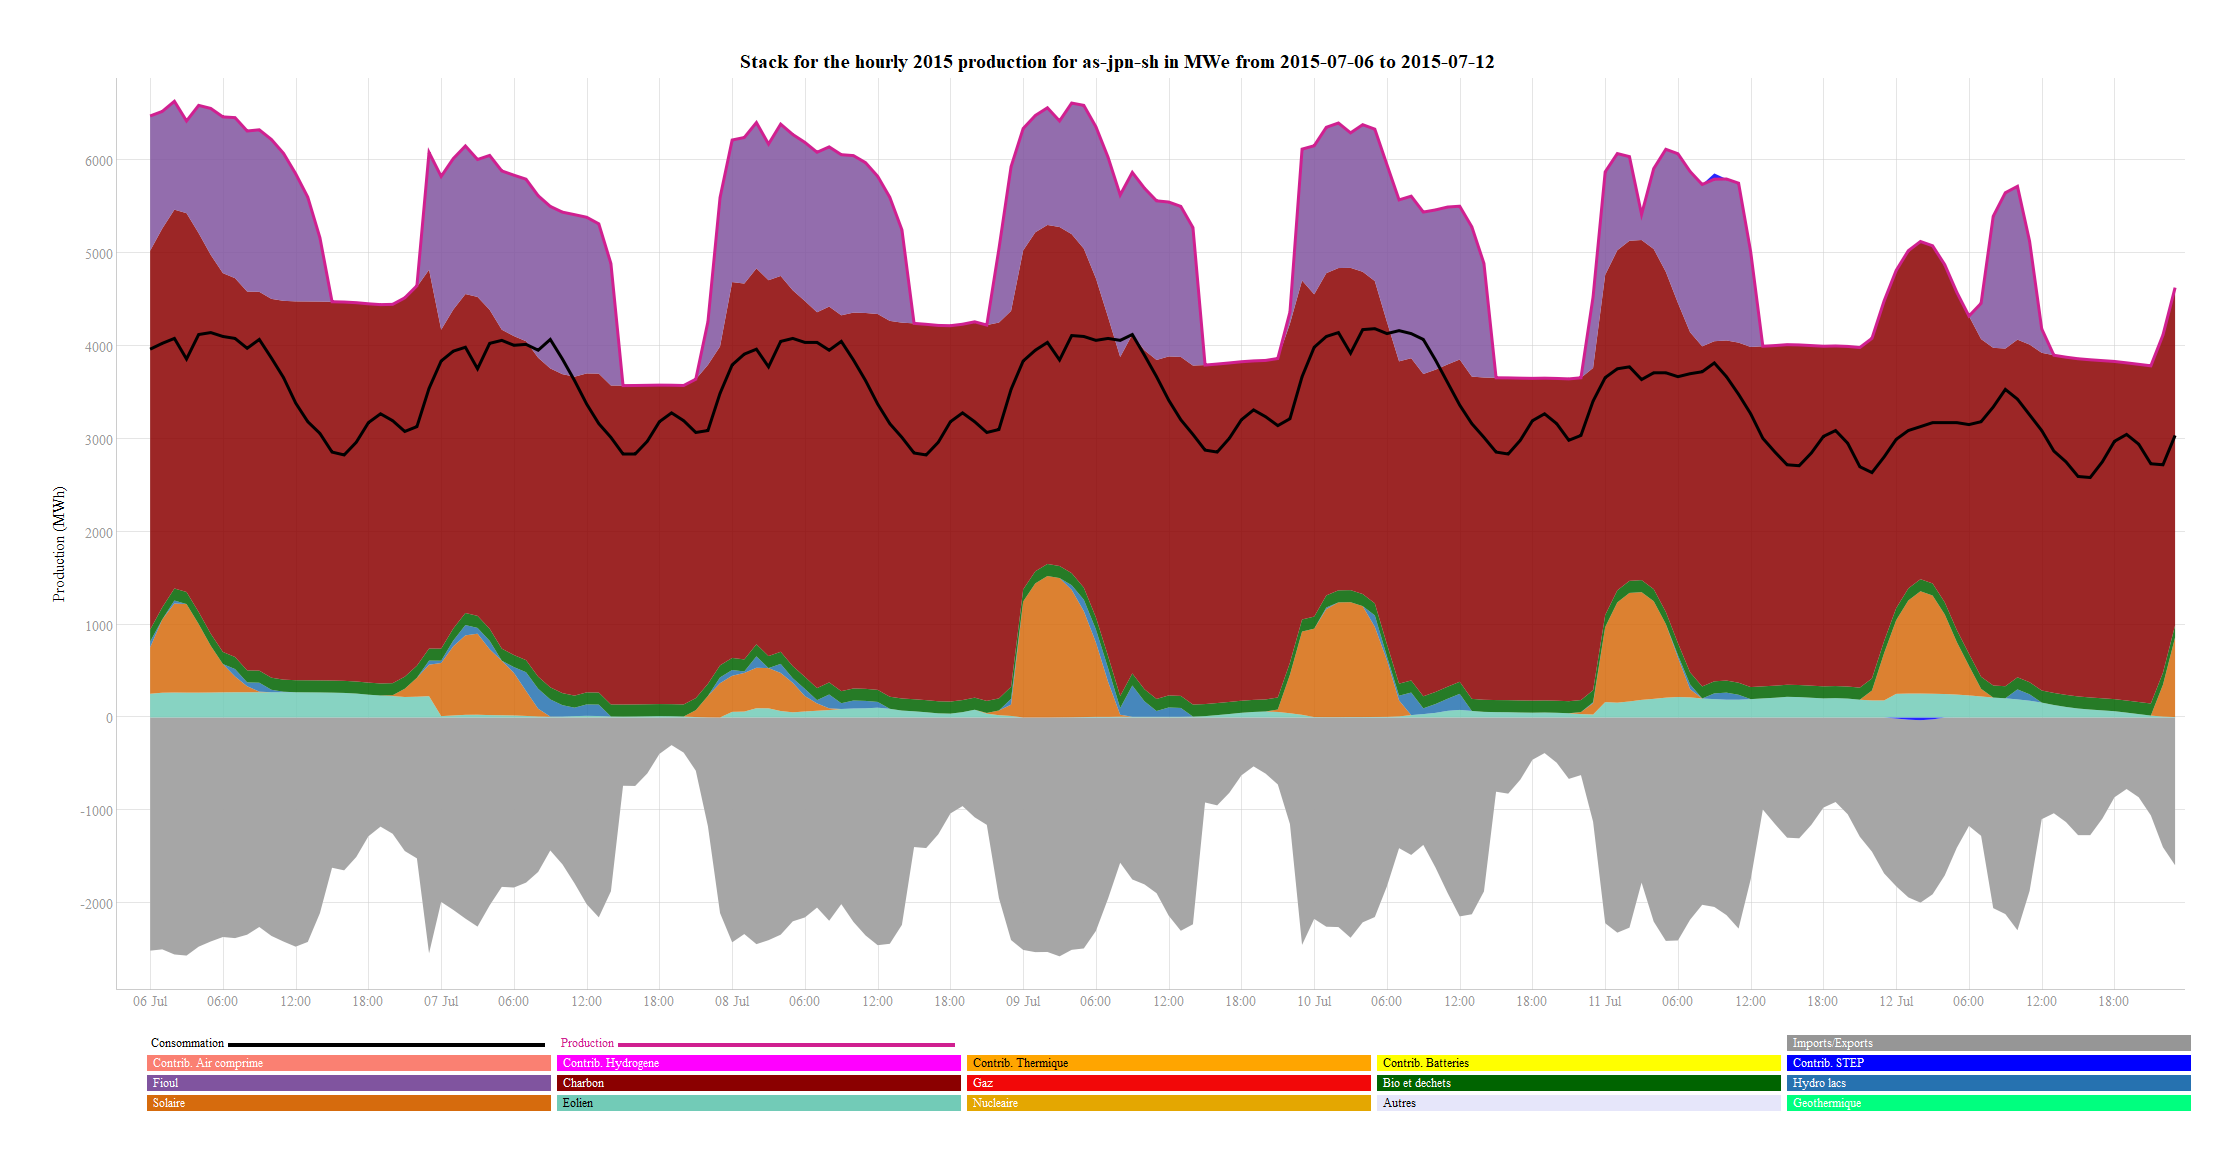 Stack for the hourly 2015 production for as-jpn-sh in MWe from 2015-07-06 to 2015-07-12
Production (MWh)
6000
5000
4000
3000
2000
1000
0
-1000
-2000
06 Jul 06:00 12:00 18:00 07 Jul 06:00 12:00 18:00 08 Jul 06:00 12:00 18:00 09 Jul 06:00 12:00 18:00 10 Jul 06:00 12:00 18:00 11 Jul 06:00 12:00 18:00 12 Jul 06:00 12:00 18:00
Consommation Production Imports/Exports
Contrib. Air comprime Contrib. Hydrogene Contrib. Thermique Contrib. Batteries Contrib. STEP
Fioul Charbon Gaz Bio et dechets Hydro lacs
Solaire Eolien Nucleaire Autres Geothermique